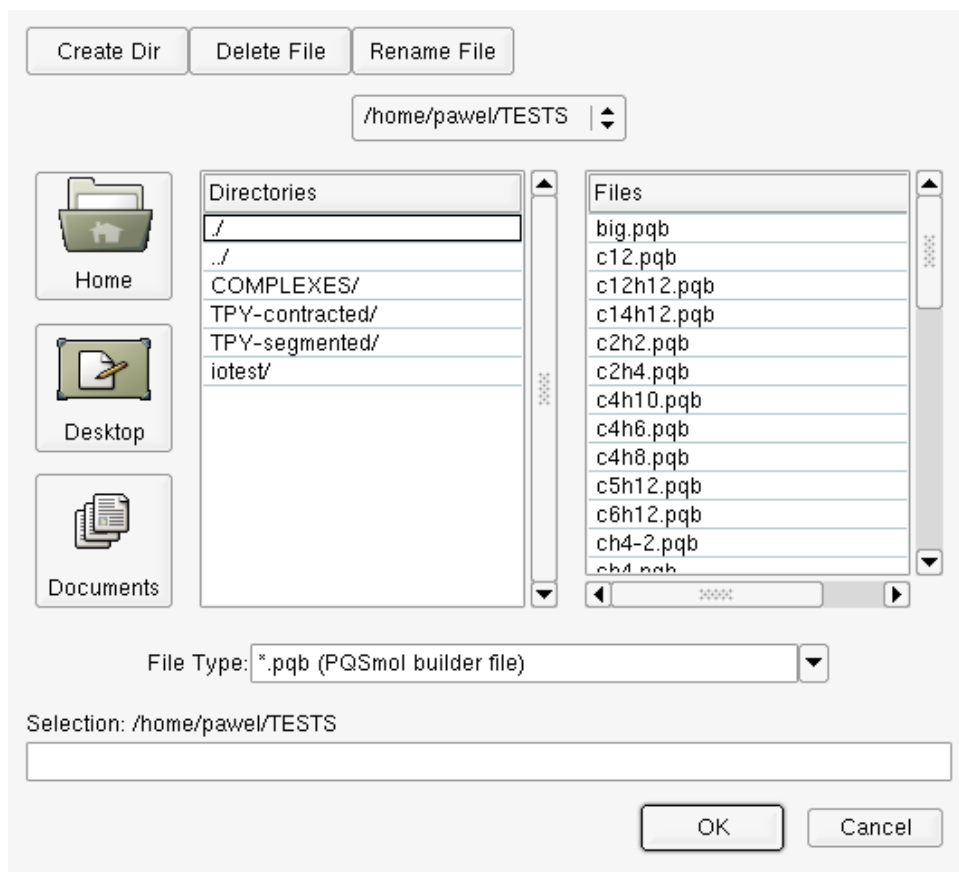 Create Dir
Delete File
Rename File
/home/pawel/TESTS
Home
Desktop
Documents
Directories
./
../
COMPLEXES/
TPY-contracted/
TPY-segmented/
iotest/
Files
big.pqb
c12.pqb
c12h12.pqb
c14h12.pqb
c2h2.pqb
c2h4.pqb
c4h10.pqb
c4h6.pqb
c4h8.pqb
c5h12.pqb
c6h12.pqb
ch4-2.pqb
ch4.pqb
File Type: *.pqb (PQSmol builder file)
Selection: /home/pawel/TESTS
OK
Cancel